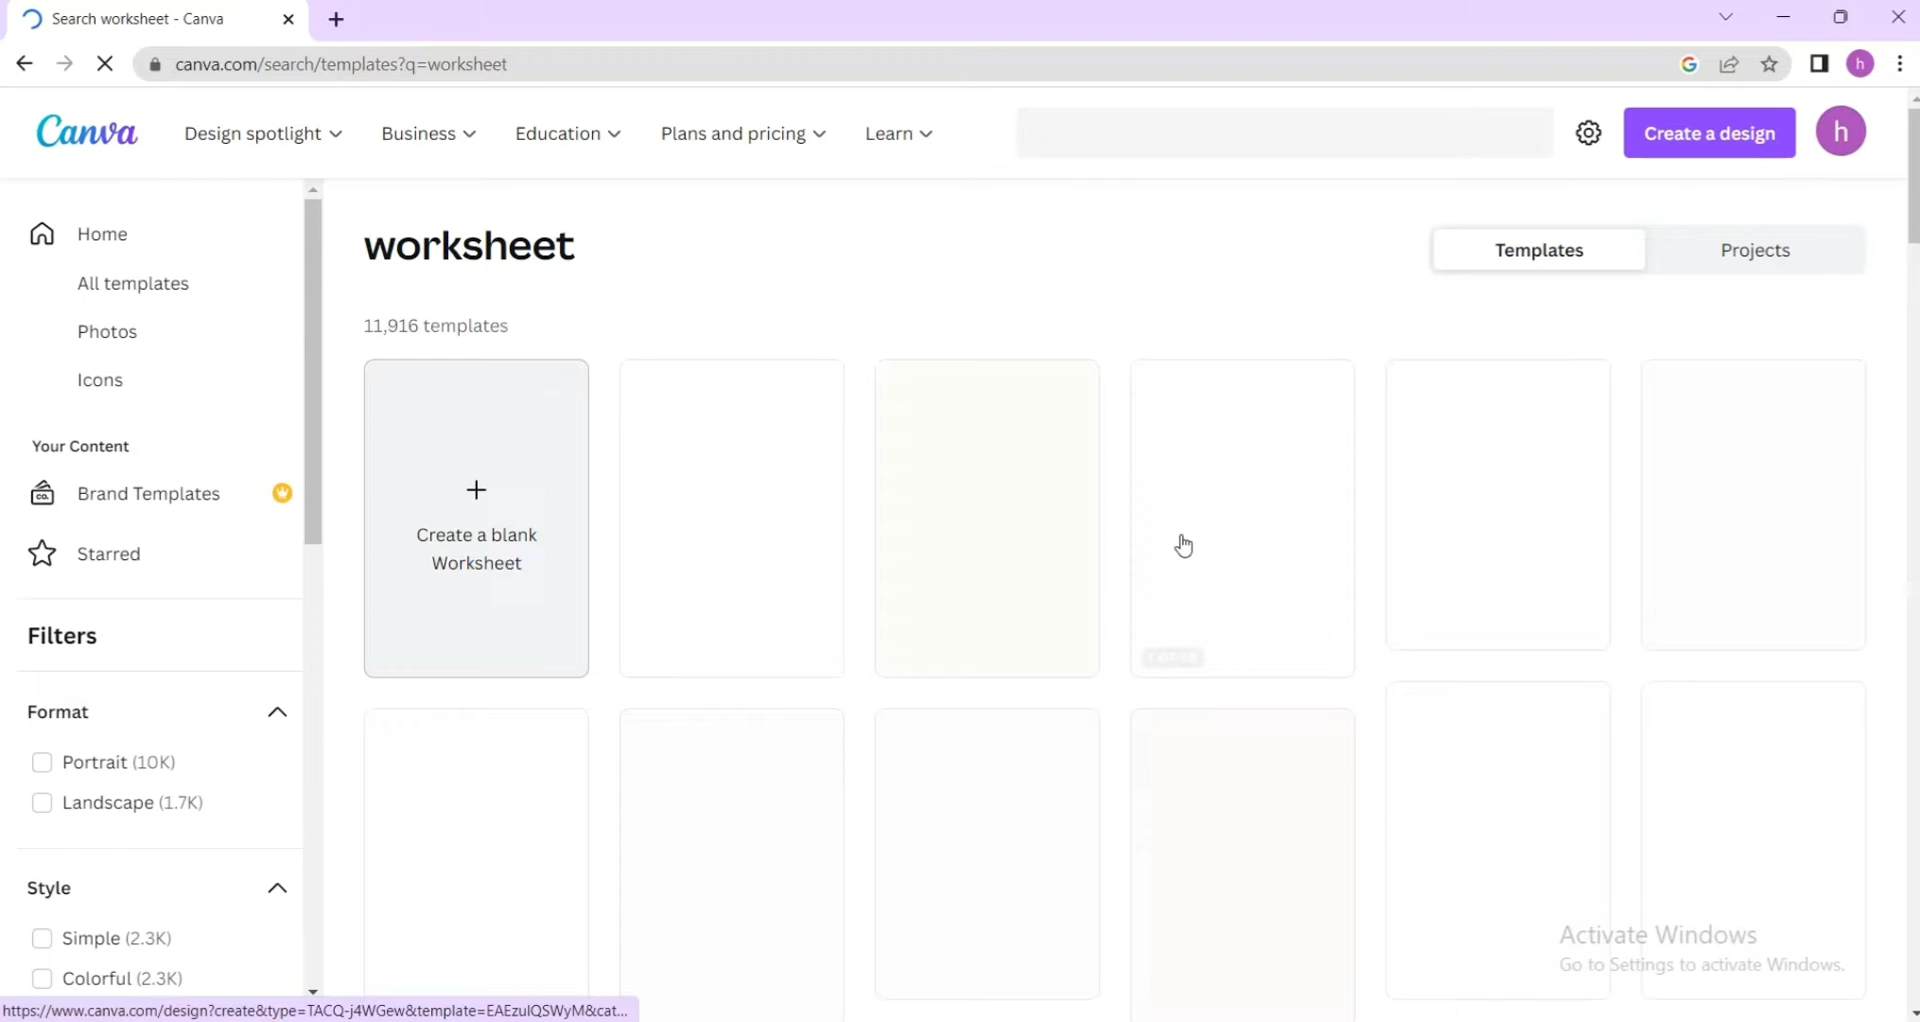 Search worksheet - Canva
canva.com/search/templates?q=worksheet
h
Canva
Design spotlight
Business
Education
Plans and pricing
Learn
Create a design
h
Home
All templates
Photos
Icons
Your Content
CO.
Brand Templates
Starred
Filters
Format
Portrait (10K)
Landscape (1.7K)
Style
Simple (2.3K)
Colorful (2.3K)
worksheet
Templates
Projects
11,916 templates
Create a blank
Worksheet
Activate Windows
Go to Settings to activate Windows.
https://www.canva.com/design?create&type=TACQ-j4WGew&template=EAEzulQSWyM&cat...